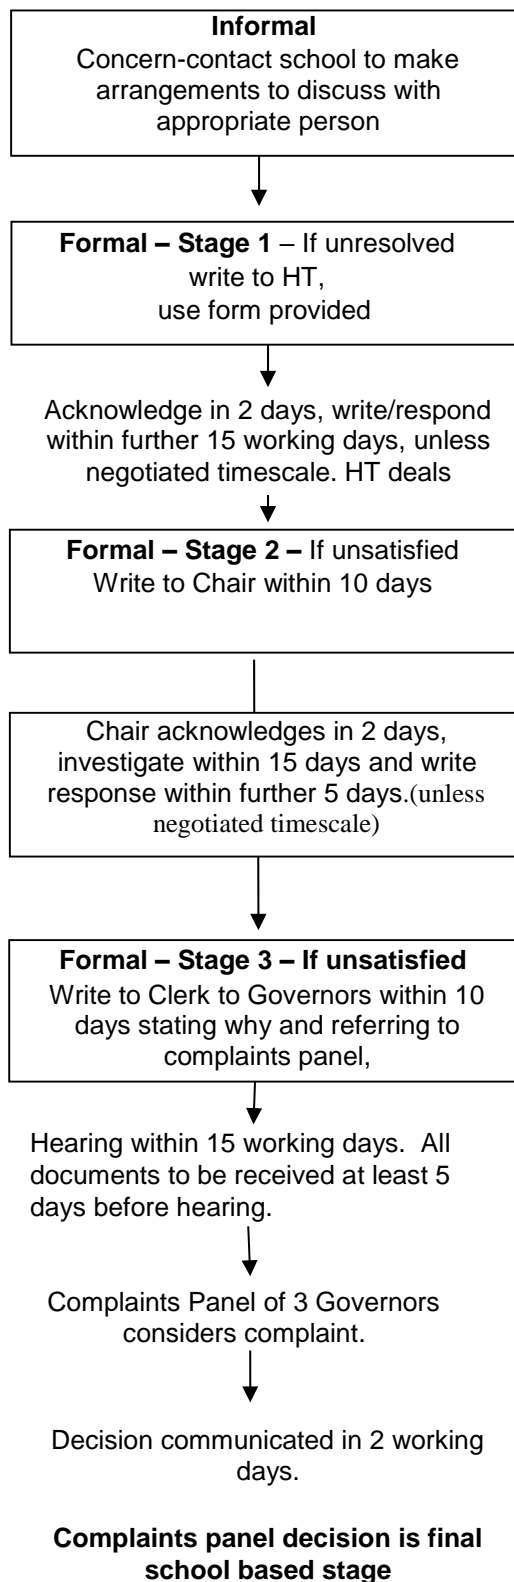 Informal
Concern-contact school to make
arrangements to discuss with
appropriate person
Formal – Stage 1 – If unresolved
write to HT,
use form provided
Acknowledge in 2 days, write/respond
within further 15 working days, unless
negotiated timescale. HT deals
Formal – Stage 2 – If unsatisfied
Write to Chair within 10 days
Chair acknowledges in 2 days,
investigate within 15 days and write
response within further 5 days.(unless
negotiated timescale)
Formal – Stage 3 – If unsatisfied
Write to Clerk to Governors within 10
days stating why and referring to
complaints panel,
Hearing within 15 working days.  All
documents to be received at least 5
days before hearing.
Complaints Panel of 3 Governors
considers complaint.
Decision communicated in 2 working
days.
Complaints panel decision is final
school based stage